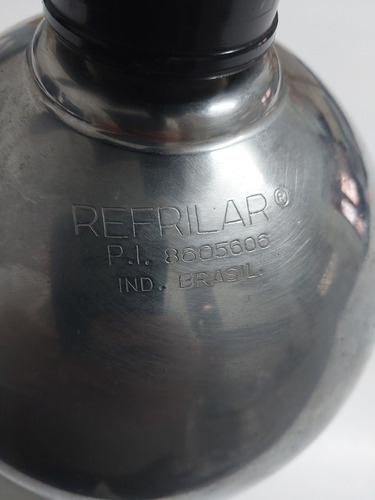 REFRILAR®
P.I. 8605606
IND. BRASIL.